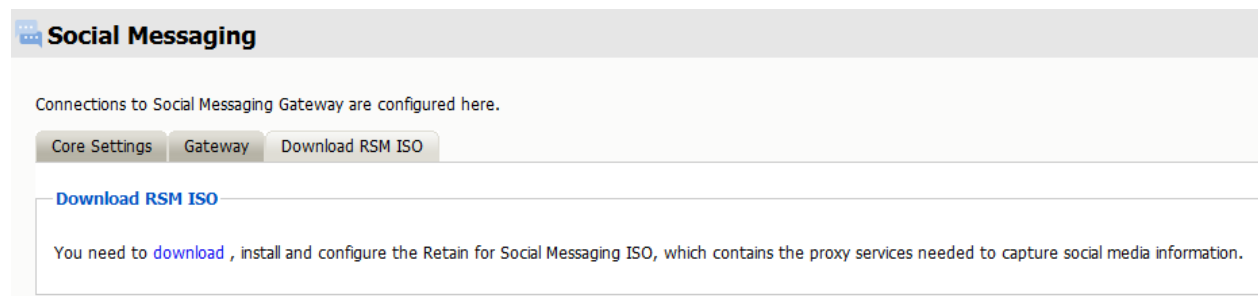 Social Messaging
Connections to Social Messaging Gateway are configured here.
Core Settings Gateway Download RSM ISO
Download RSM ISO
You need to download , install and configure the Retain for Social Messaging ISO, which contains the proxy services needed to capture social media information.